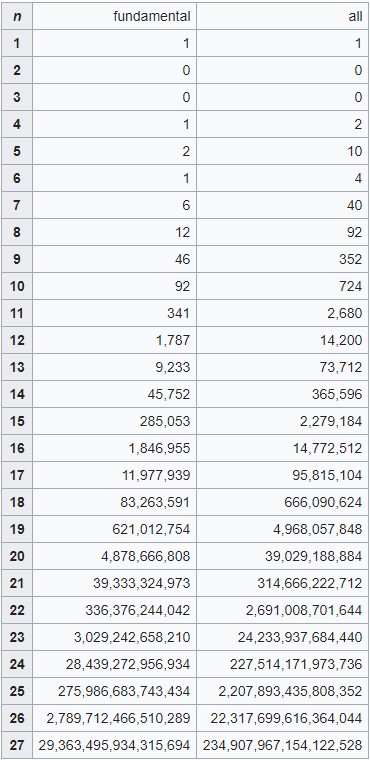 n fundamental all
1 1 1
2 0 0
3 0 0
4 1 2
5 2 10
6 1 4
7 6 40
8 12 92
9 46 352
10 92 724
11 341 2,680
12 1,787 14,200
13 9,233 73,712
14 45,752 365,596
15 285,053 2,279,184
16 1,846,955 14,772,512
17 11,977,939 95,815,104
18 83,263,591 666,090,624
19 621,012,754 4,968,057,848
20 4,878,666,808 39,029,188,884
21 39,333,324,973 314,666,222,712
22 336,376,244,042 2,691,008,701,644
23 3,029,242,658,210 24,233,937,684,440
24 28,439,272,956,934 227,514,171,973,736
25 275,986,683,743,434 2,207,893,435,808,352
26 2,789,712,466,510,289 22,317,699,616,364,044
27 29,363,495,934,315,694 234,907,967,154,122,528